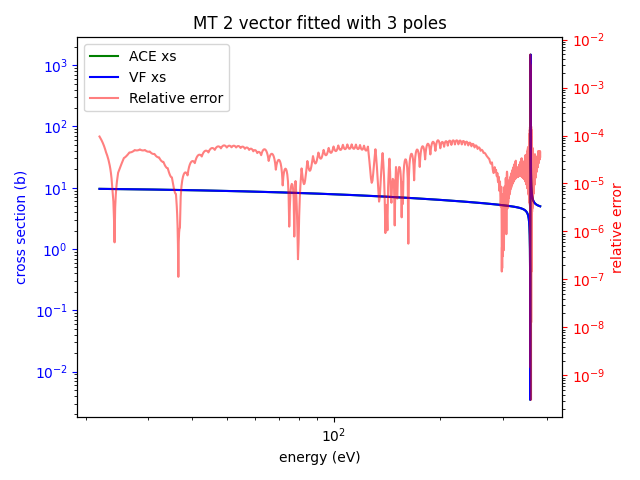 MT 2 vector fitted with 3 poles
ACE xs
VF xs
Relative error
cross section (b)
10³
10²
10¹
10⁰
10⁻¹
10⁻²
10⁻²
10⁻³
10⁻⁴
10⁻⁵
10⁻⁶
10⁻⁷
10⁻⁸
10⁻⁹
relative error
10²
energy (eV)